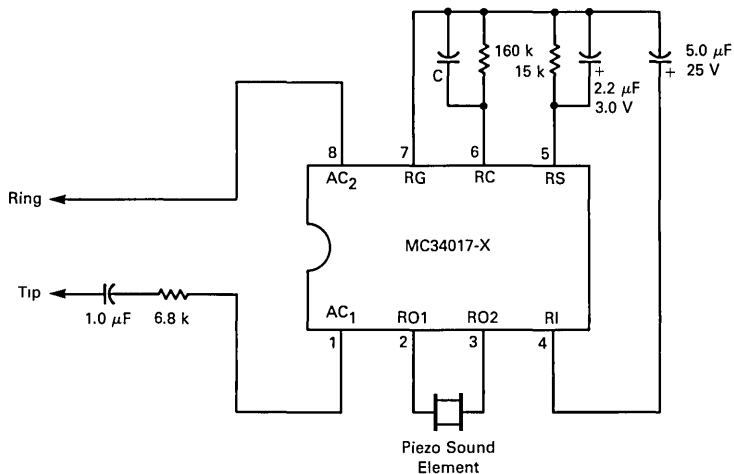 160 k
C
15 k
+
2.2 µF
3.0 V
5.0 µF
+ 25 V
8 7 6 5
AC2 RG RC RS
Ring
MC34017-X
Tip
1.0 µF 6.8 k
AC1 RO1 RO2 RI
1 2 3 4
Piezo Sound
Element